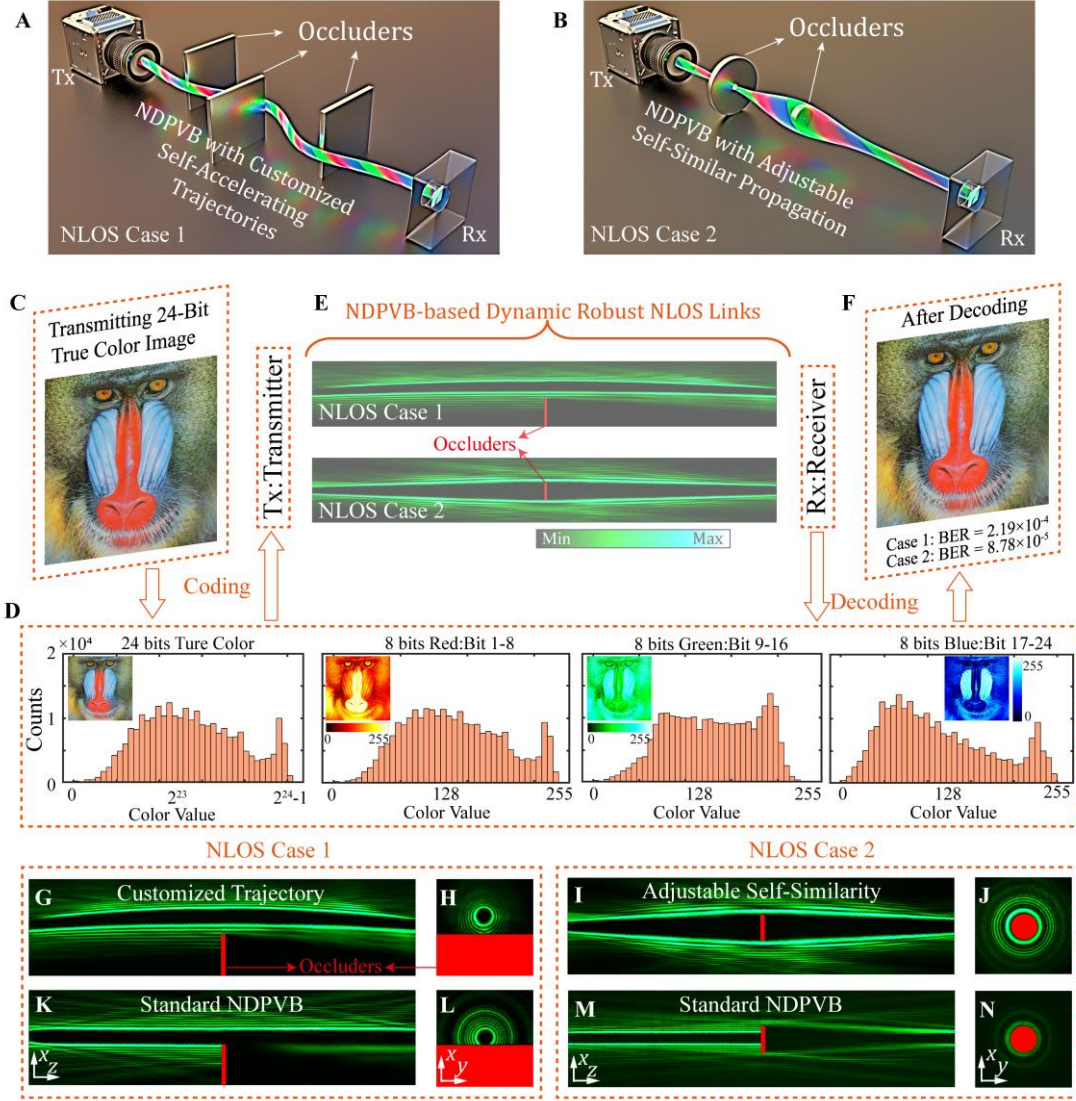 A
Occluders
Tx
NDPVB with Customized
Self-Accelerating
Trajectories
NLOS Case 1
Rx
B
Occluders
Tx
NDPVB with Adjustable
Self-Similar Propagation
NLOS Case 2
Rx
C
Transmitting 24-Bit
True Color Image
Tx:Transmitter
E
NDPVB-based Dynamic Robust NLOS Links
NLOS Case 1
Occluders
NLOS Case 2
Min Max
Rx:Receiver
F
After Decoding
Case 1: BER = 2.19×10⁻⁴
Case 2: BER = 8.78×10⁻⁵
Coding
Decoding
D
×10⁴
24 bits Ture Color
2
1
0
Counts
0 2²³ 2²⁴-1
Color Value
8 bits Red:Bit 1-8
0 255
0 128 255
Color Value
8 bits Green:Bit 9-16
0 255
0 128 255
Color Value
8 bits Blue:Bit 17-24
255
0
0 128 255
Color Value
NLOS Case 1
G
Customized Trajectory
H
Occluders
K
Standard NDPVB
x
z
L
x
y
NLOS Case 2
I
Adjustable Self-Similarity
J
M
Standard NDPVB
x
z
N
x
y